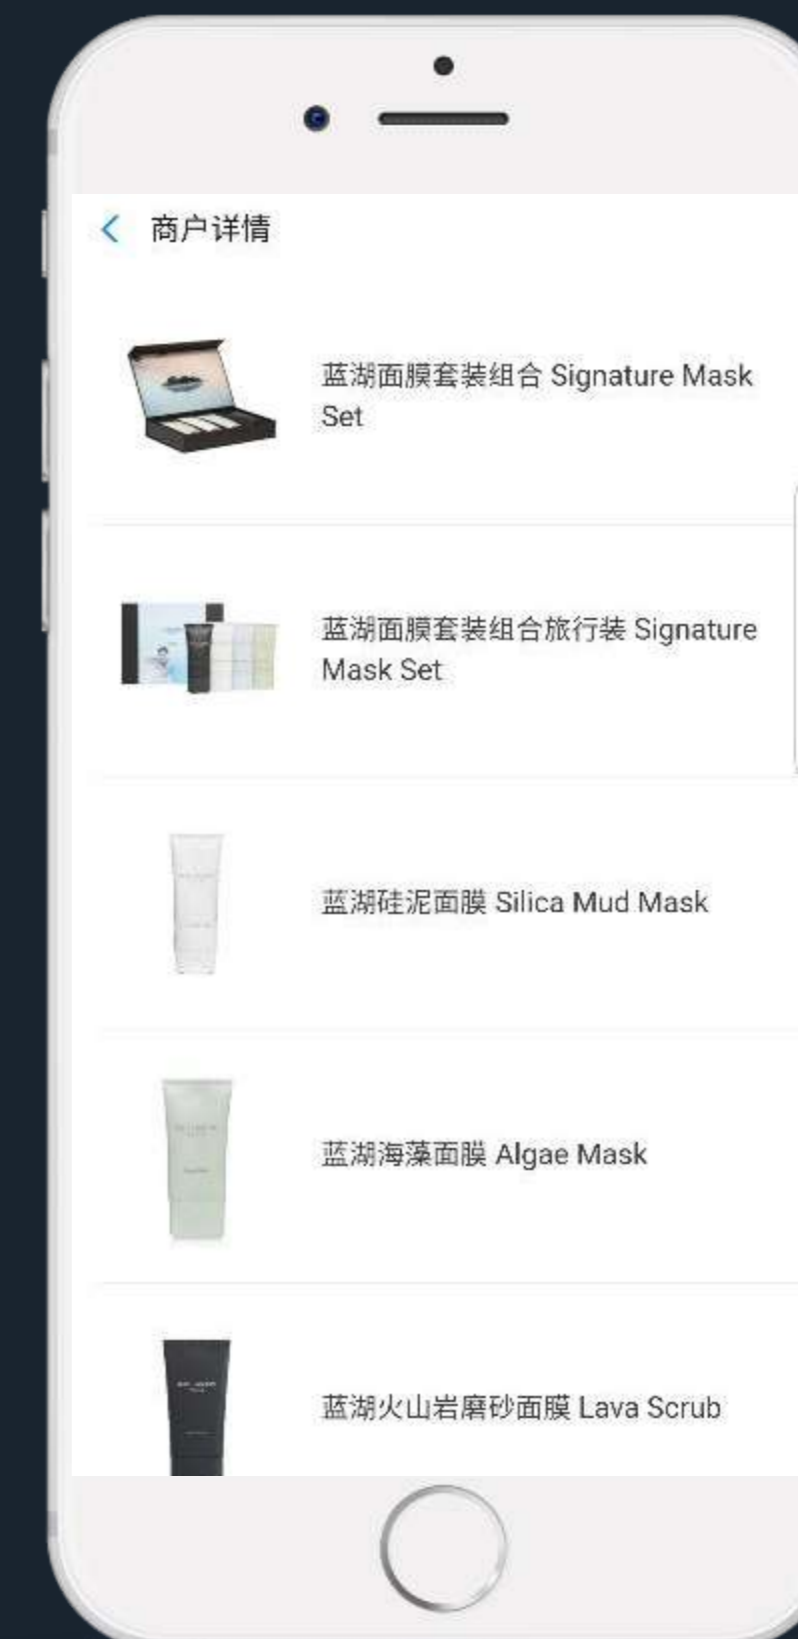 商户详情
蓝湖面膜套装组合 Signature Mask
Set
蓝湖面膜套装组合旅行装 Signature
Mask Set
蓝湖硅泥面膜 Silica Mud Mask
蓝湖海藻面膜 Algae Mask
蓝湖火山岩磨砂面膜 Lava Scrub